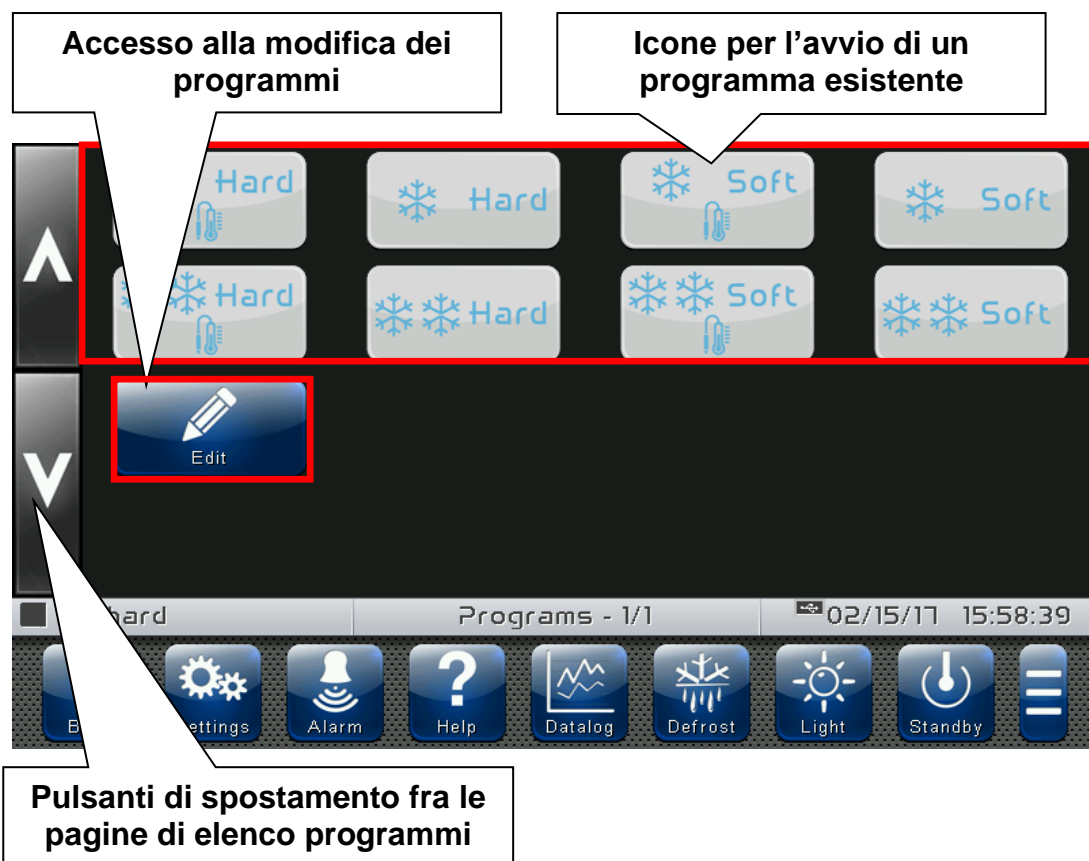 Accesso alla modifica dei
programmi
Icone per l’avvio di un
programma esistente
Hard
Hard
Soft
Soft
Hard
Hard
Soft
Soft
Edit
hard
Programs - 1/1
02/15/17 15:58:39
ettings
Alarm
Help
Datalog
Defrost
Light
Standby
Pulsanti di spostamento fra le
pagine di elenco programmi